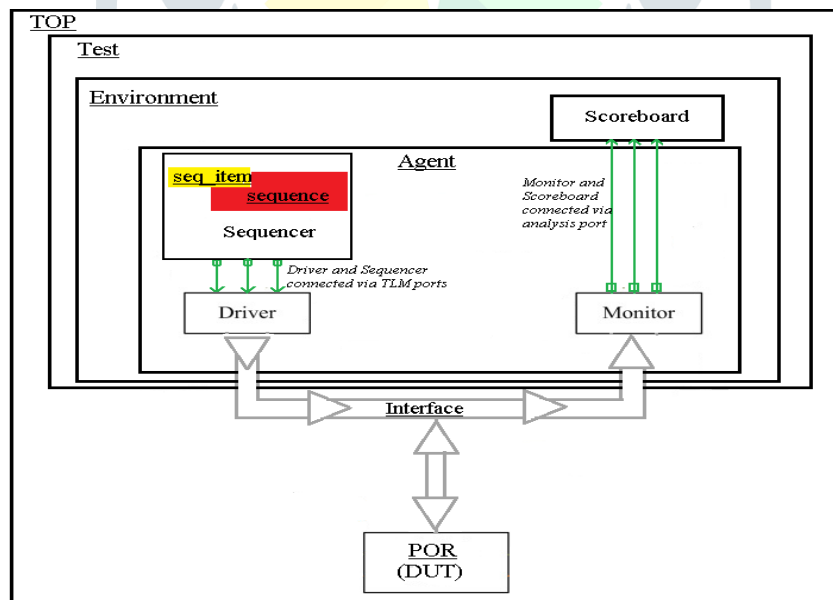 TOP
Test
Environment
Scoreboard
Agent
seq_item
sequence
Sequencer
Monitor and
Scoreboard
connected via
analysis port
Driver and Sequencer
connected via TLM ports
Driver
Monitor
Interface
POR
(DUT)